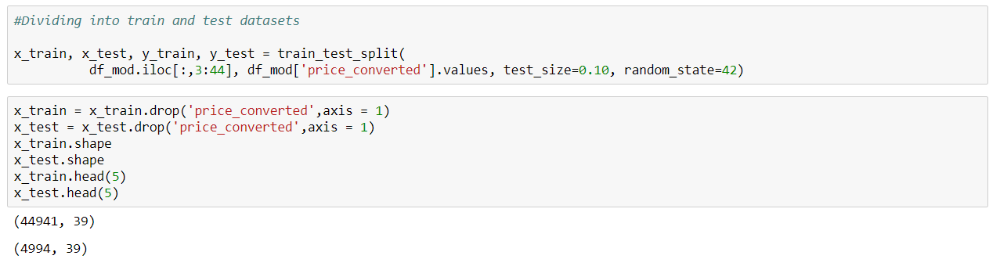 #Dividing into train and test datasets
x_train, x_test, y_train, y_test = train_test_split(
df_mod.iloc[:,3:44], df_mod['price_converted'].values, test_size=0.10, random_state=42)
x_train = x_train.drop('price_converted',axis = 1)
x_test = x_test.drop('price_converted',axis = 1)
x_train.shape
x_test.shape
x_train.head(5)
x_test.head(5)
(44941, 39)
(4994, 39)